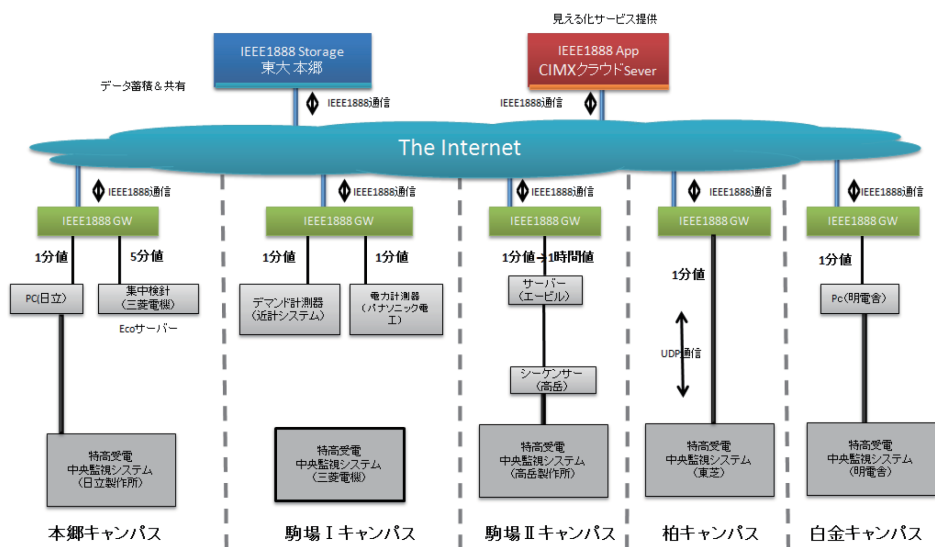 見える化サービス提供
IEEE1888 Storage
東大本郷
IEEE1888 App
CIMXクラウドSever
データ蓄積&共有
IEEE1888通信
IEEE1888通信
The Internet
IEEE1888通信
IEEE1888通信
IEEE1888通信
IEEE1888通信
IEEE1888通信
IEEE1888 GW
IEEE1888 GW
IEEE1888 GW
IEEE1888 GW
IEEE1888 GW
1分値
5分値
1分値
1分値
1分値→1時間値
1分値
1分値
PC(日立)
集中検針
(三菱電機)
Ecoサーバー
デマンド計測器
(近計システム)
電力計測器
(パナソニック電
工)
サーバー
(エービル)
Pc(明電舎)
UDP通信
シーケンサー
(高岳)
特高受電
中央監視システム
(日立製作所)
特高受電
中央監視システム
(三菱電機)
特高受電
中央監視システム
(高岳製作所)
特高受電
中央監視システム
(東芝)
特高受電
中央監視システム
(明電舎)
本郷キャンパス
駒場Ⅰキャンパス
駒場Ⅱキャンパス
柏キャンパス
白金キャンパス